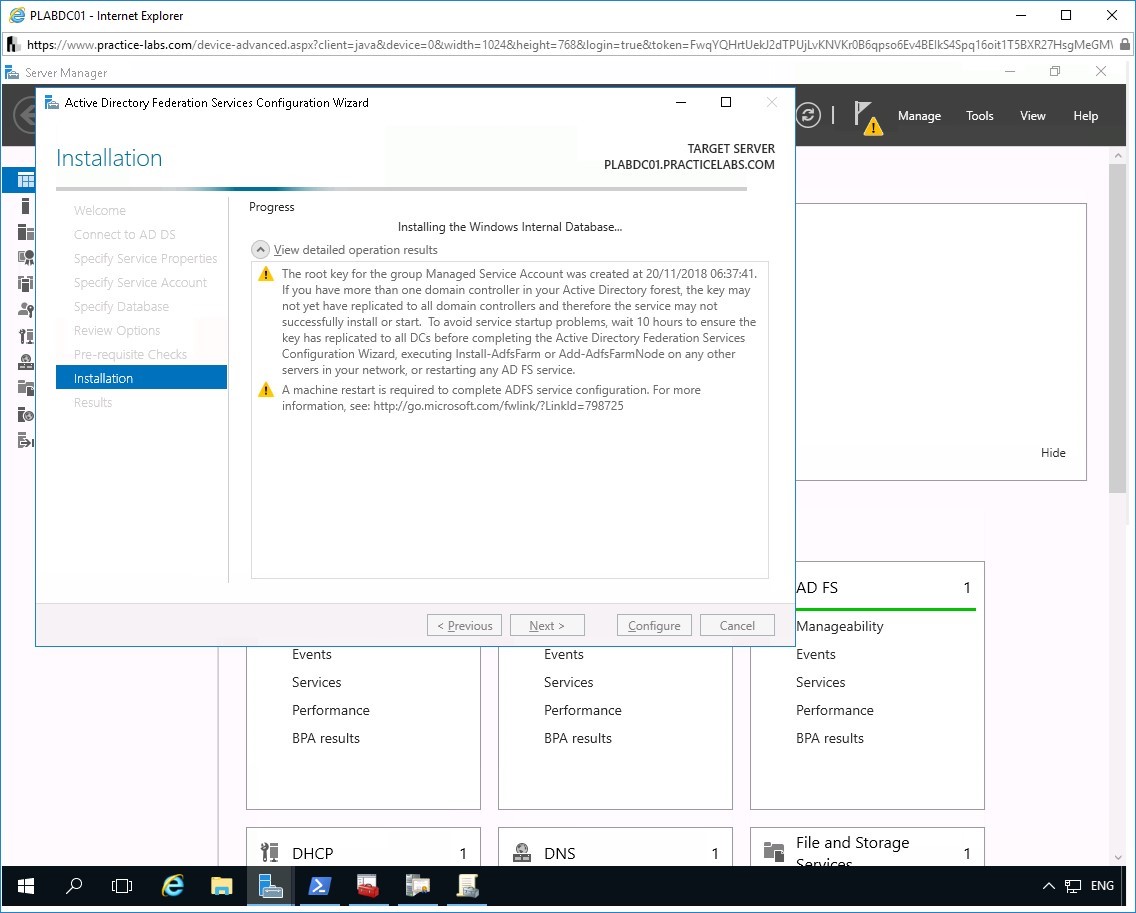 PLABDC01 - Internet Explorer
https://www.practice-labs.com/device-advanced.aspx?client=java&device=0&width=1024&height=768&login=true&token=FwqYQHrtUekJ2dTPUjLvKNVKr0B6qpso6Ev4BEIkS4Spq16oit1T5BXR27HsgMeGM
Server Manager
Active Directory Federation Services Configuration Wizard
Manage
Tools
View
Help
Installation
TARGET SERVER
PLABDC01.PRACTICELABS.COM
Welcome
Connect to AD DS
Specify Service Properties
Specify Service Account
Specify Database
Review Options
Pre-requisite Checks
Installation
Results
Progress
Installing the Windows Internal Database...
View detailed operation results
The root key for the group Managed Service Account was created at 20/11/2018 06:37:41.
If you have more than one domain controller in your Active Directory forest, the key may
not yet have replicated to all domain controllers and therefore the service may not
successfully install or start. To avoid service startup problems, wait 10 hours to ensure the
key has replicated to all DCs before completing the Active Directory Federation Services
Configuration Wizard, executing Install-AdfsFarm or Add-AdfsFarmNode on any other
servers in your network, or restarting any AD FS service.
A machine restart is required to complete ADFS service configuration. For more
information, see: http://go.microsoft.com/fwlink/?LinkId=798725
Hide
< Previous
Next >
Configure
Cancel
Events
Services
Performance
BPA results
Events
Services
Performance
BPA results
AD FS 1
Manageability
Events
Services
Performance
BPA results
DHCP 1
DNS 1
File and Storage
Services 1
ENG